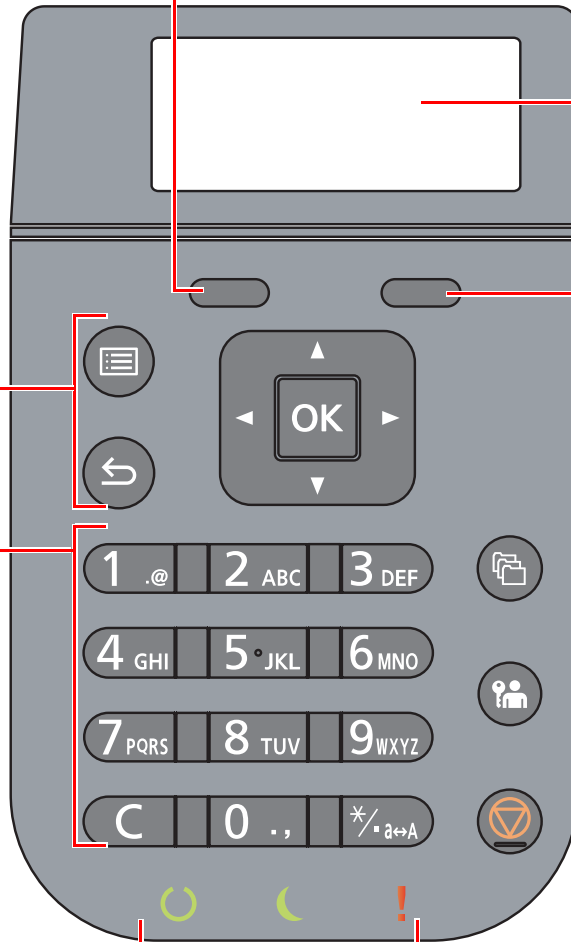 OK
1 .@ 2 ABC 3 DEF
4 GHI 5 JKL 6 MNO
7 PQRS 8 TUV 9 WXYZ
C 0 ., */. a↔A
!